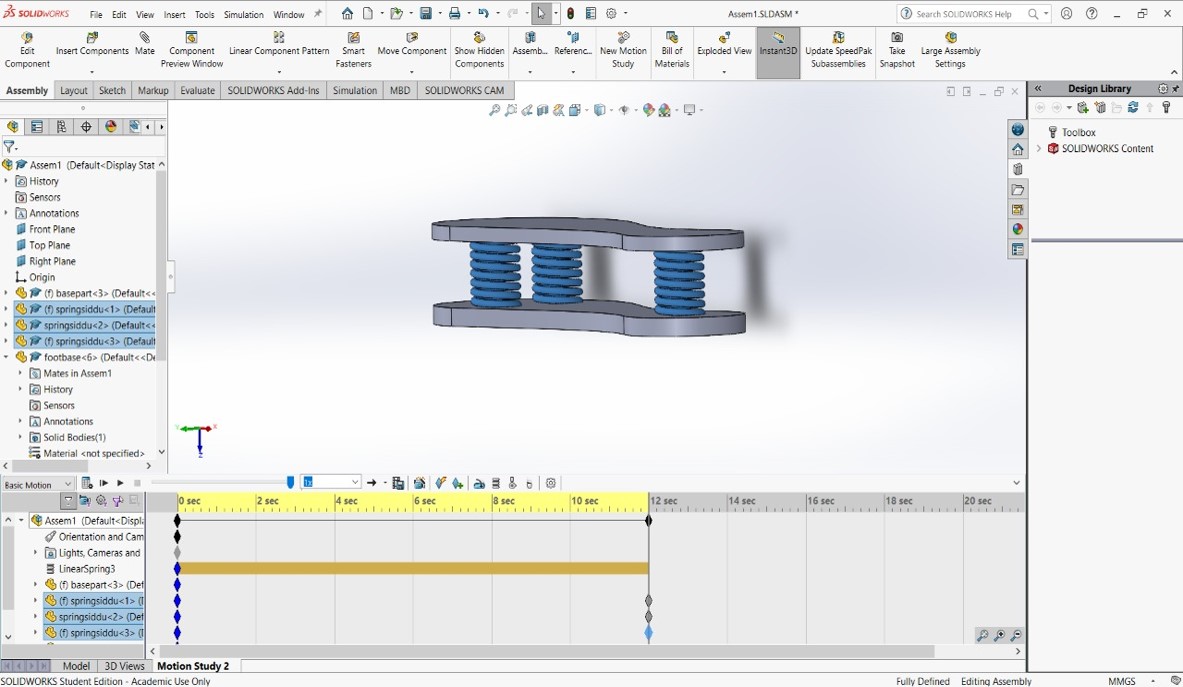 SOLIDWORKS File Edit View Insert Tools Simulation Window Assem1.SLDASM * Search SOLIDWORKS Help
Edit Component
Insert Components
Mate
Component Preview Window
Linear Component Pattern
Smart Fasteners
Move Component
Show Hidden Components
Assemb...
Referenc...
New Motion Study
Bill of Materials
Exploded View
Instant3D
Update SpeedPak Subassemblies
Take Snapshot
Large Assembly Settings
Assembly Layout Sketch Markup Evaluate SOLIDWORKS Add-Ins Simulation MBD SOLIDWORKS CAM
Design Library
Toolbox
SOLIDWORKS Content
Assem1 (Default<Display Stat
History
Sensors
Annotations
Front Plane
Top Plane
Right Plane
Origin
(f) basepart<3> (Default<<
(f) springsiddu<1> (Default
springsiddu<2> (Default<<
(f) springsiddu<3> (Default
footbase<6> (Default<<De
Mates in Assem1
History
Sensors
Annotations
Solid Bodies(1)
Material <not specified>
Basic Motion
0 sec 2 sec 4 sec 6 sec 8 sec 10 sec 12 sec 14 sec 16 sec 18 sec 20 sec
Assem1 (Default<Displ
Orientation and Cam
Lights, Cameras and
LinearSpring3
(f) basepart<3> (Def
(f) springsiddu<1> (
springsiddu<2> (Def
(f) springsiddu<3> (
Model 3D Views Motion Study 2
SOLIDWORKS Student Edition - Academic Use Only Fully Defined Editing Assembly MMGS